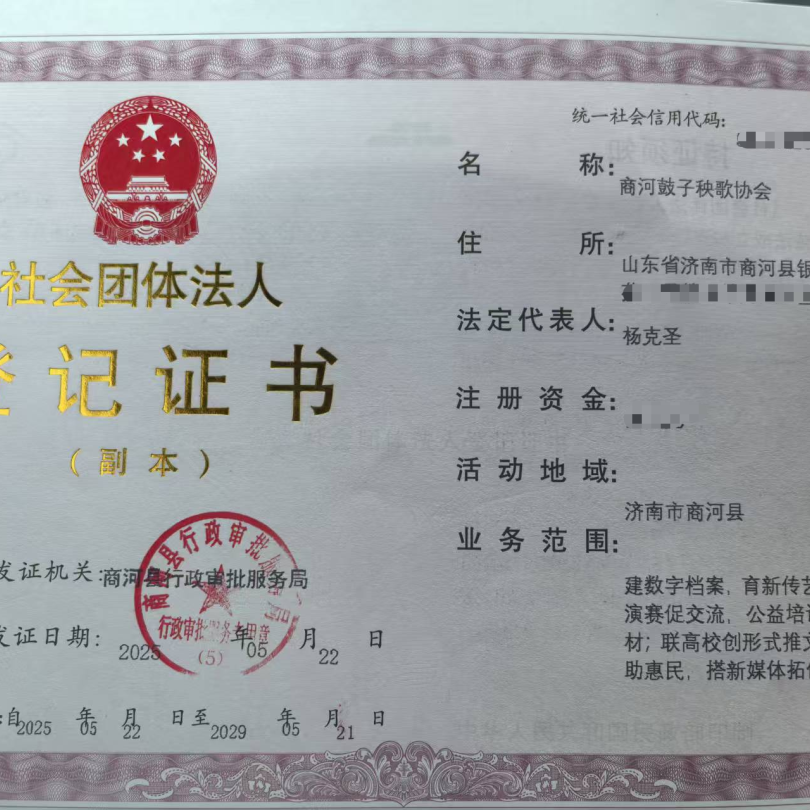 统一社会信用代码:
名 称:
商河鼓子秧歌协会
住 所:
山东省济南市商河县银
法定代表人:
杨克圣
注册资金:
活动地域:
济南市商河县
业务范围:
建数字档案,育新传艺
演赛促交流,公益培训
材;联高校创形式推文
助惠民,搭新媒体拓
社会团体法人
登记证书
(副本)
发证机关:商河县行政审批服务局
商河县行政审批服务局
行政审批服务专用章
(5)
发证日期: 2025 年 05 月 22 日
:自 2025 年 05 月 22 日至 2029 年 05 月 21 日